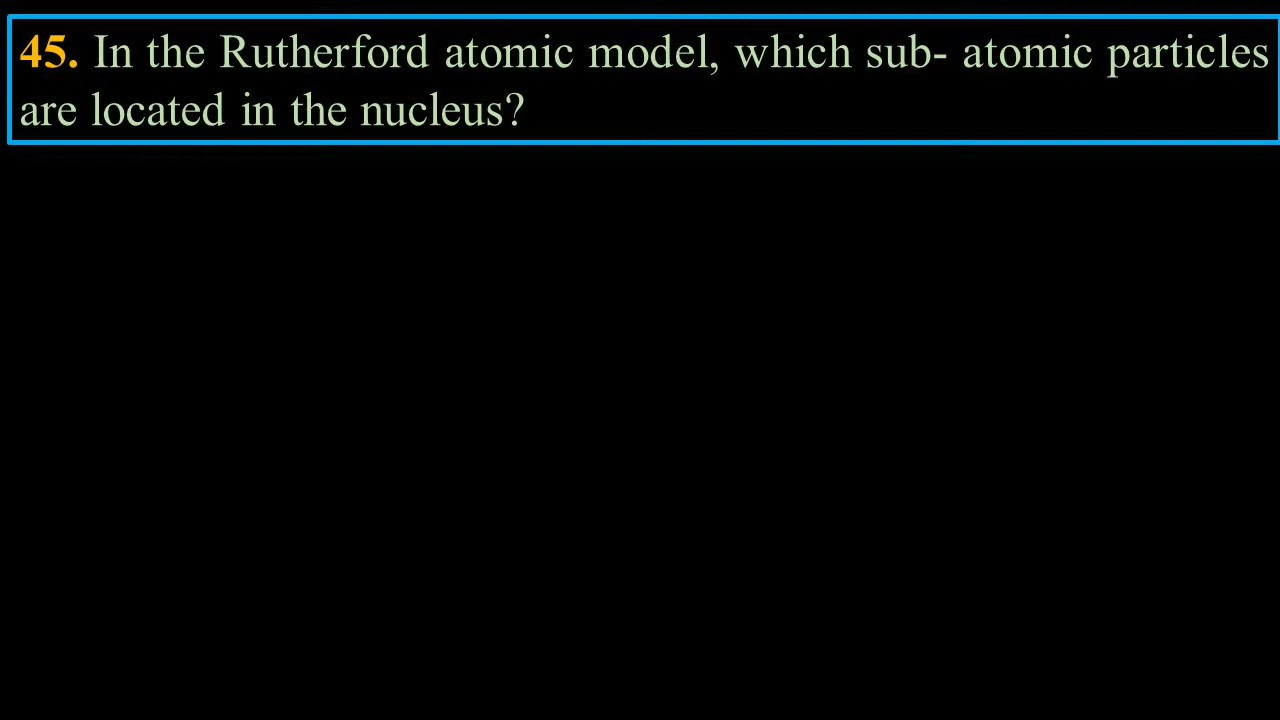 45. In the Rutherford atomic model, which sub- atomic particles
are located in the nucleus?